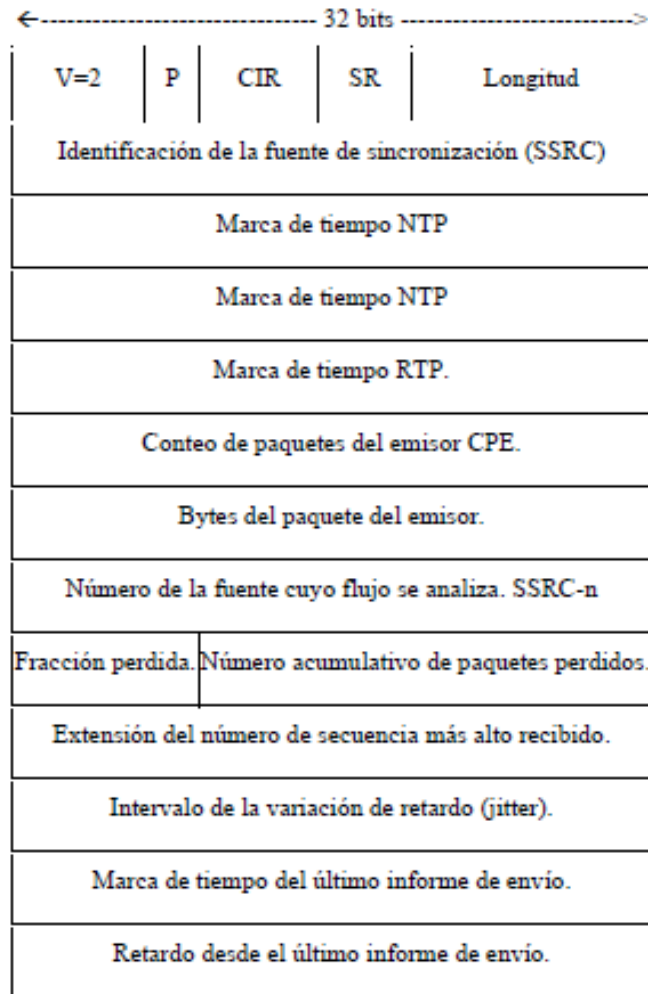 ←----------------------------- 32 bits ------------------------->
V=2 P CIR SR Longitud
Identificación de la fuente de sincronización (SSRC)
Marca de tiempo NTP
Marca de tiempo NTP
Marca de tiempo RTP.
Conteo de paquetes del emisor CPE.
Bytes del paquete del emisor.
Número de la fuente cuyo flujo se analiza. SSRC-n
Fracción perdida. Número acumulativo de paquetes perdidos.
Extensión del número de secuencia más alto recibido.
Intervalo de la variación de retardo (jitter).
Marca de tiempo del último informe de envío.
Retardo desde el último informe de envío.